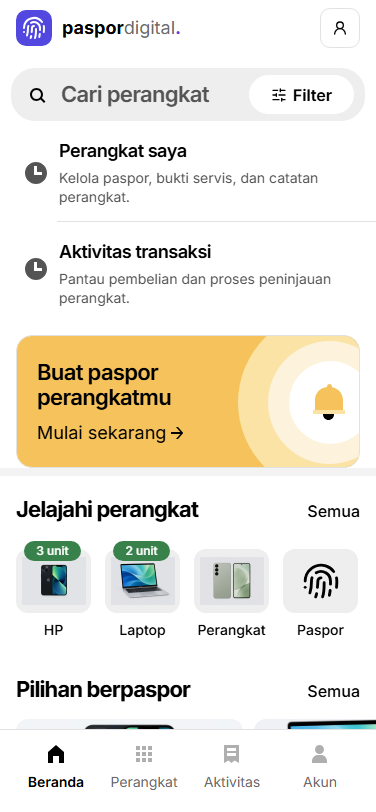 paspordigital.
Cari perangkat
Filter
Perangkat saya
Kelola paspor, bukti servis, dan catatan
perangkat.
Aktivitas transaksi
Pantau pembelian dan proses peninjauan
perangkat.
Buat paspor
perangkatmu
Mulai sekarang →
Jelajahi perangkat
Semua
3 unit
2 unit
HP
Laptop
Perangkat
Paspor
Pilihan berpaspor
Semua
Beranda
Perangkat
Aktivitas
Akun